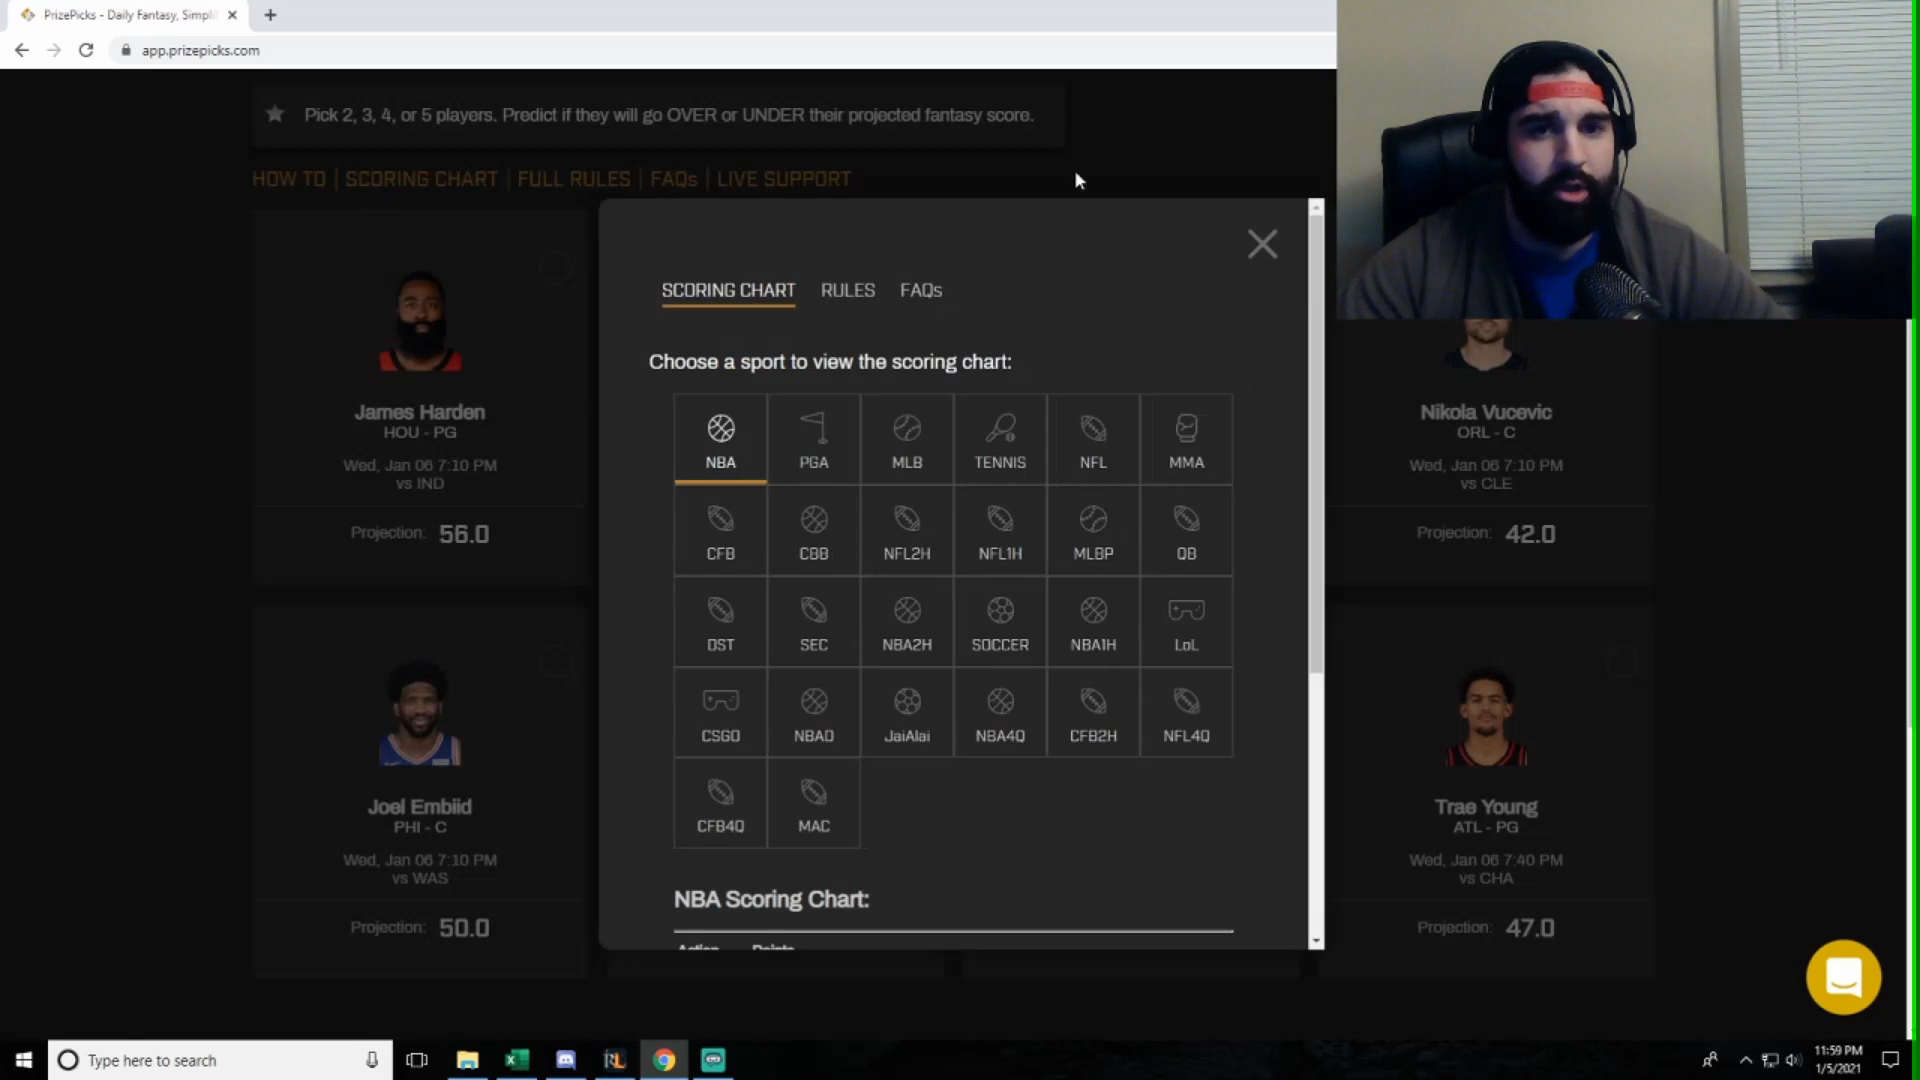 PrizePicks - Daily Fantasy, Simpli
app.prizepicks.com
Pick 2, 3, 4, or 5 players. Predict if they will go OVER or UNDER their projected fantasy score.
HOW TO | SCORING CHART | FULL RULES | FAQs | LIVE SUPPORT
James Harden
HOU - PG
Wed, Jan 06 7:10 PM
vs IND
Projection: 56.0
Joel Embiid
PHI - C
Wed, Jan 06 7:10 PM
vs WAS
Projection: 50.0
SCORING CHART RULES FAQs
Choose a sport to view the scoring chart:
NBA PGA MLB TENNIS NFL MMA
CFB CBB NFL2H NFL1H MLBP QB
DST SEC NBA2H SOCCER NBA1H LoL
CSGO NBAD JaiAlai NBA4Q CFB2H NFL4Q
CFB4Q MAC
NBA Scoring Chart:
Action Points
Nikola Vucevic
ORL - C
Wed, Jan 06 7:10 PM
vs CLE
Projection: 42.0
Trae Young
ATL - PG
Wed, Jan 06 7:40 PM
vs CHA
Projection: 47.0
Type here to search
11:59 PM
1/5/2021